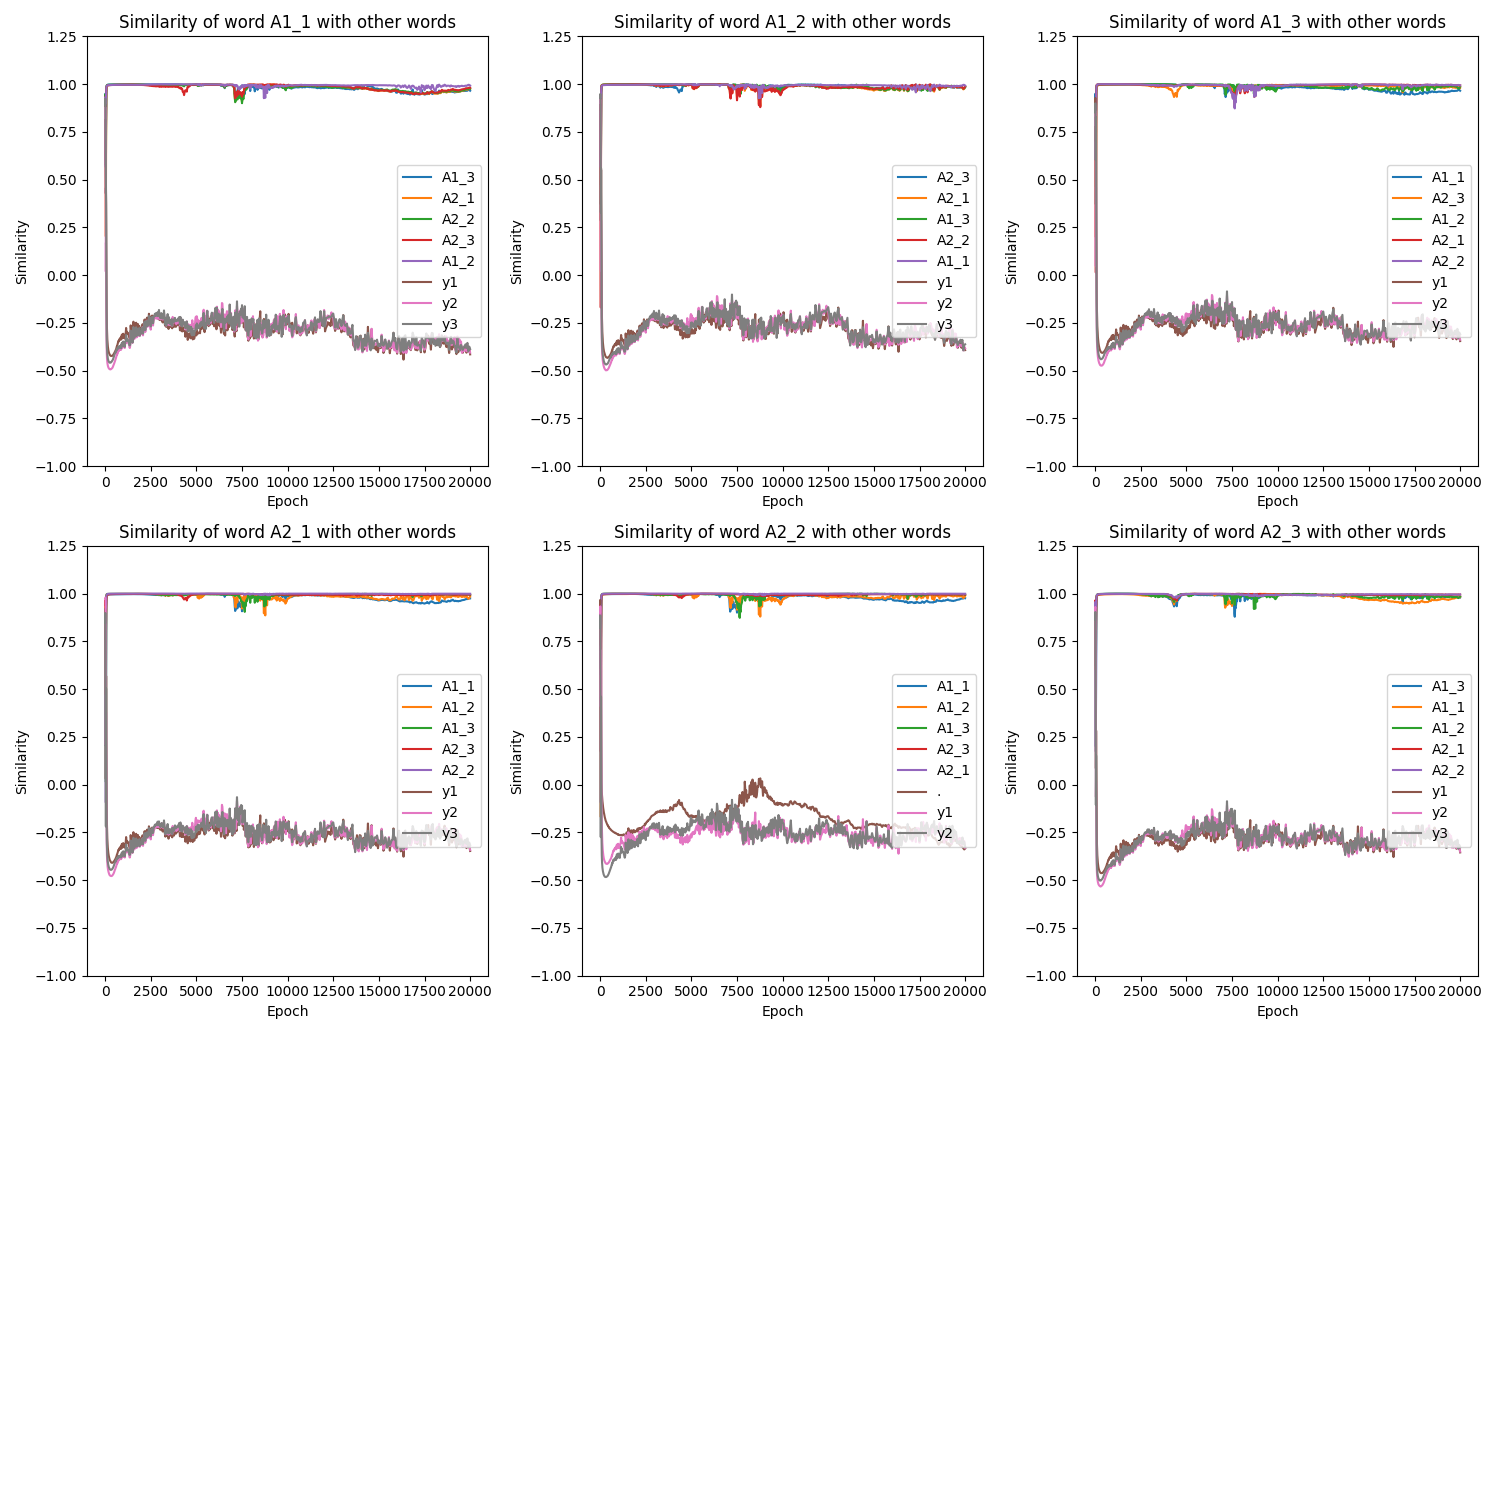 Similarity of word A1_1 with other words
1.25
1.00
0.75
0.50
0.25
0.00
−0.25
−0.50
−0.75
−1.00
Similarity
A1_3
A2_1
A2_2
A2_3
A1_2
y1
y2
y3
0 2500 5000 7500 10000 12500 15000 17500 20000
Epoch
Similarity of word A1_2 with other words
1.25
1.00
0.75
0.50
0.25
0.00
−0.25
−0.50
−0.75
−1.00
Similarity
A2_3
A2_1
A1_3
A2_2
A1_1
y1
y2
y3
0 2500 5000 7500 10000 12500 15000 17500 20000
Epoch
Similarity of word A1_3 with other words
1.25
1.00
0.75
0.50
0.25
0.00
−0.25
−0.50
−0.75
−1.00
Similarity
A1_1
A2_3
A1_2
A2_1
A2_2
y1
y2
y3
0 2500 5000 7500 10000 12500 15000 17500 20000
Epoch
Similarity of word A2_1 with other words
1.25
1.00
0.75
0.50
0.25
0.00
−0.25
−0.50
−0.75
−1.00
Similarity
A1_1
A1_2
A1_3
A2_3
A2_2
y1
y2
y3
0 2500 5000 7500 10000 12500 15000 17500 20000
Epoch
Similarity of word A2_2 with other words
1.25
1.00
0.75
0.50
0.25
0.00
−0.25
−0.50
−0.75
−1.00
Similarity
A1_1
A1_2
A1_3
A2_3
A2_1
.
y1
y2
0 2500 5000 7500 10000 12500 15000 17500 20000
Epoch
Similarity of word A2_3 with other words
1.25
1.00
0.75
0.50
0.25
0.00
−0.25
−0.50
−0.75
−1.00
Similarity
A1_3
A1_1
A1_2
A2_1
A2_2
y1
y2
y3
0 2500 5000 7500 10000 12500 15000 17500 20000
Epoch